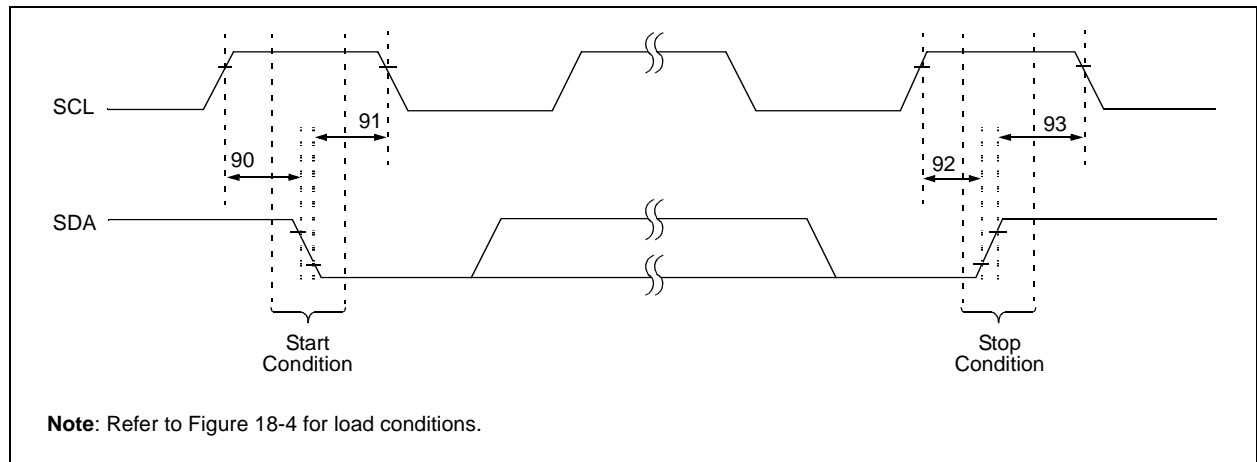 SCL
91
93
90
92
SDA
Start
Condition
Stop
Condition
Note: Refer to Figure 18-4 for load conditions.